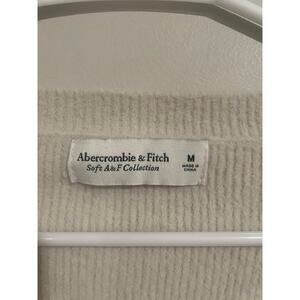 Abercrombie & Fitch
Soft A&F Collection
M
MADE IN
CHINA